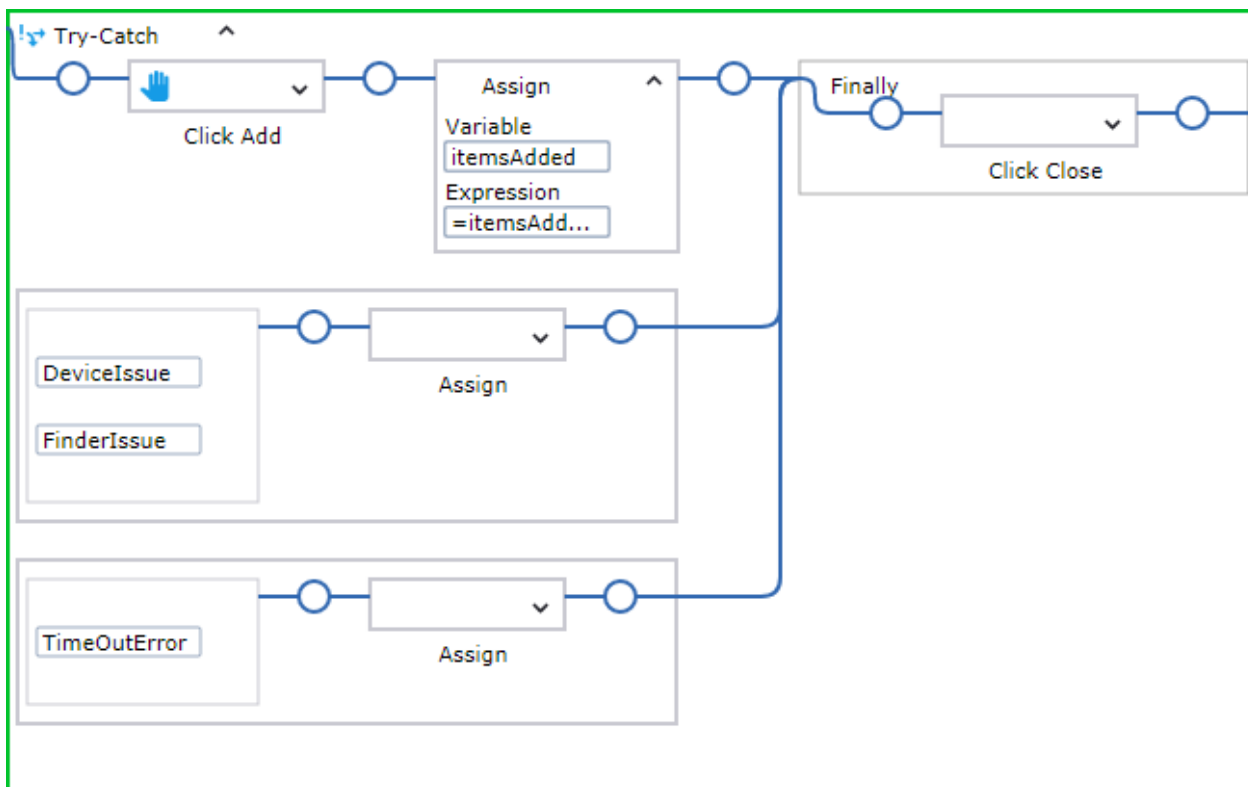 Try-Catch
Click Add
Assign
Variable
itemsAdded
Expression
=itemsAdd...
Finally
Click Close
DeviceIssue
FinderIssue
Assign
TimeOutError
Assign